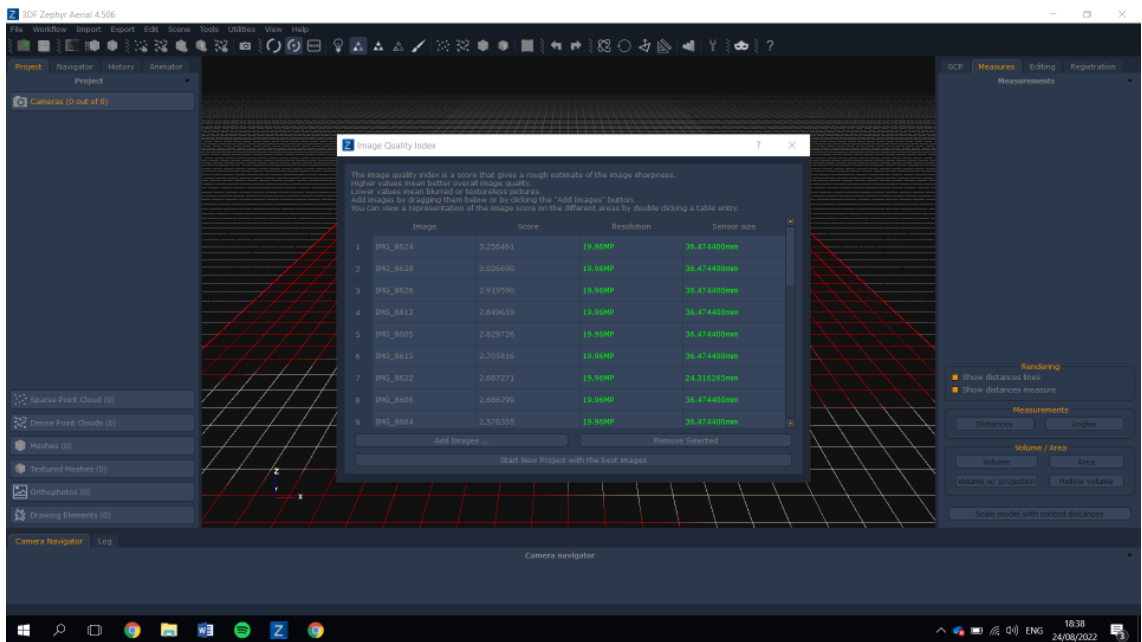 3DF Zephyr Aerial 4.506
File Workflow Import Export Edit Scene Tools Utilities View Help
Project Navigator History Animator
Project
Cameras (0 out of 0)
Sparse Point Cloud (0)
Dense Point Clouds (0)
Meshes (0)
Textured Meshes (0)
Orthophotos (0)
Drawing Elements (0)
Image Quality Index
The image quality index is a score that gives a rough estimate of the image sharpness.
Higher values mean better overall image quality.
Lower values mean blurred or textureless pictures.
Add images by dragging them below or by clicking the "Add Images" button.
You can view a representation of the image score on the different areas by double clicking a table entry.
Image Score Resolution Sensor size
1 IMG_8624 3.256461 19.96MP 36.474400mm
2 IMG_8628 3.026690 19.96MP 36.474400mm
3 IMG_8626 2.919590 19.96MP 36.474400mm
4 IMG_8612 2.849659 19.96MP 36.474400mm
5 IMG_8605 2.829726 19.96MP 36.474400mm
6 IMG_8615 2.705816 19.96MP 36.474400mm
7 IMG_8622 2.687271 19.96MP 24.316265mm
8 IMG_8606 2.686299 19.96MP 36.474400mm
9 IMG_8604 2.576355 19.96MP 36.474400mm
Add Images ... Remove Selected
Start New Project with the best images
z
Y
x
GCP Measures Editing Registration
Measurements
Rendering
Show distances lines
Show distances measure
Measurements
Distances Angles
Volume / Area
Volume Area
Volume w/ projection Hollow volume
Scale model with control distances
Camera Navigator Log
Camera navigator
ENG
18:38
24/08/2022